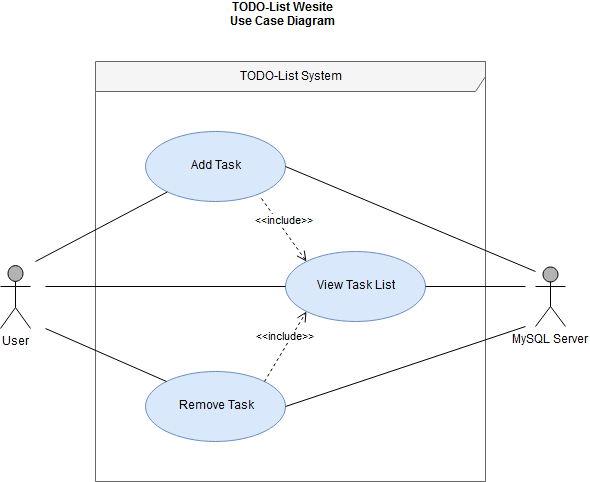 TODO-List Wesite
Use Case Diagram
TODO-List System
Add Task
<<include>>
View Task List
<<include>>
User
MySQL Server
Remove Task